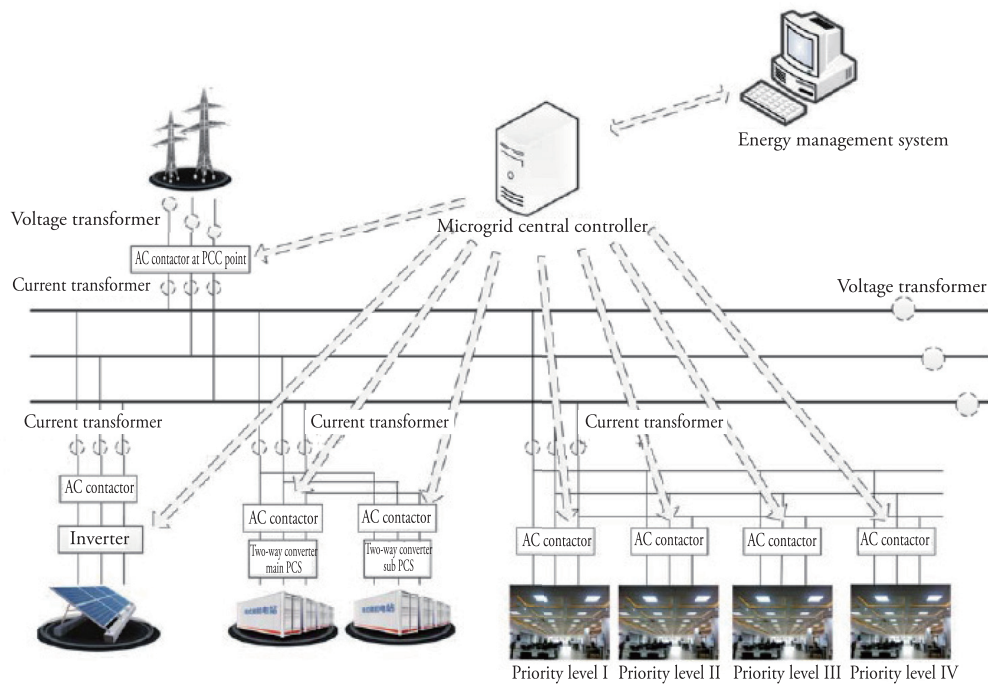 Energy management system
Voltage transformer
Microgrid central controller
AC contactor at PCC point
Current transformer
Voltage transformer
Current transformer
Current transformer
Current transformer
AC contactor
Inverter
AC contactor
AC contactor
Two-way converter
main PCS
Two-way converter
sub PCS
AC contactor
AC contactor
AC contactor
AC contactor
Priority level I
Priority level II
Priority level III
Priority level IV